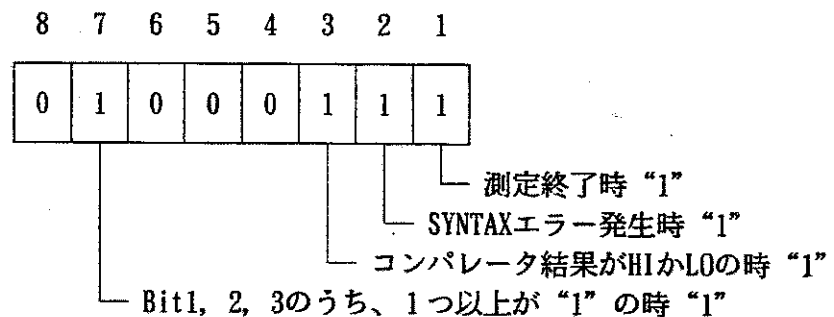 8 7 6 5 4 3 2 1
0 1 0 0 0 1 1 1
測定終了時 “1”
SYNTAXエラー発生時 “1”
コンパレータ結果がHIかLOの時 “1”
Bit1, 2, 3のうち、1つ以上が “1” の時 “1”